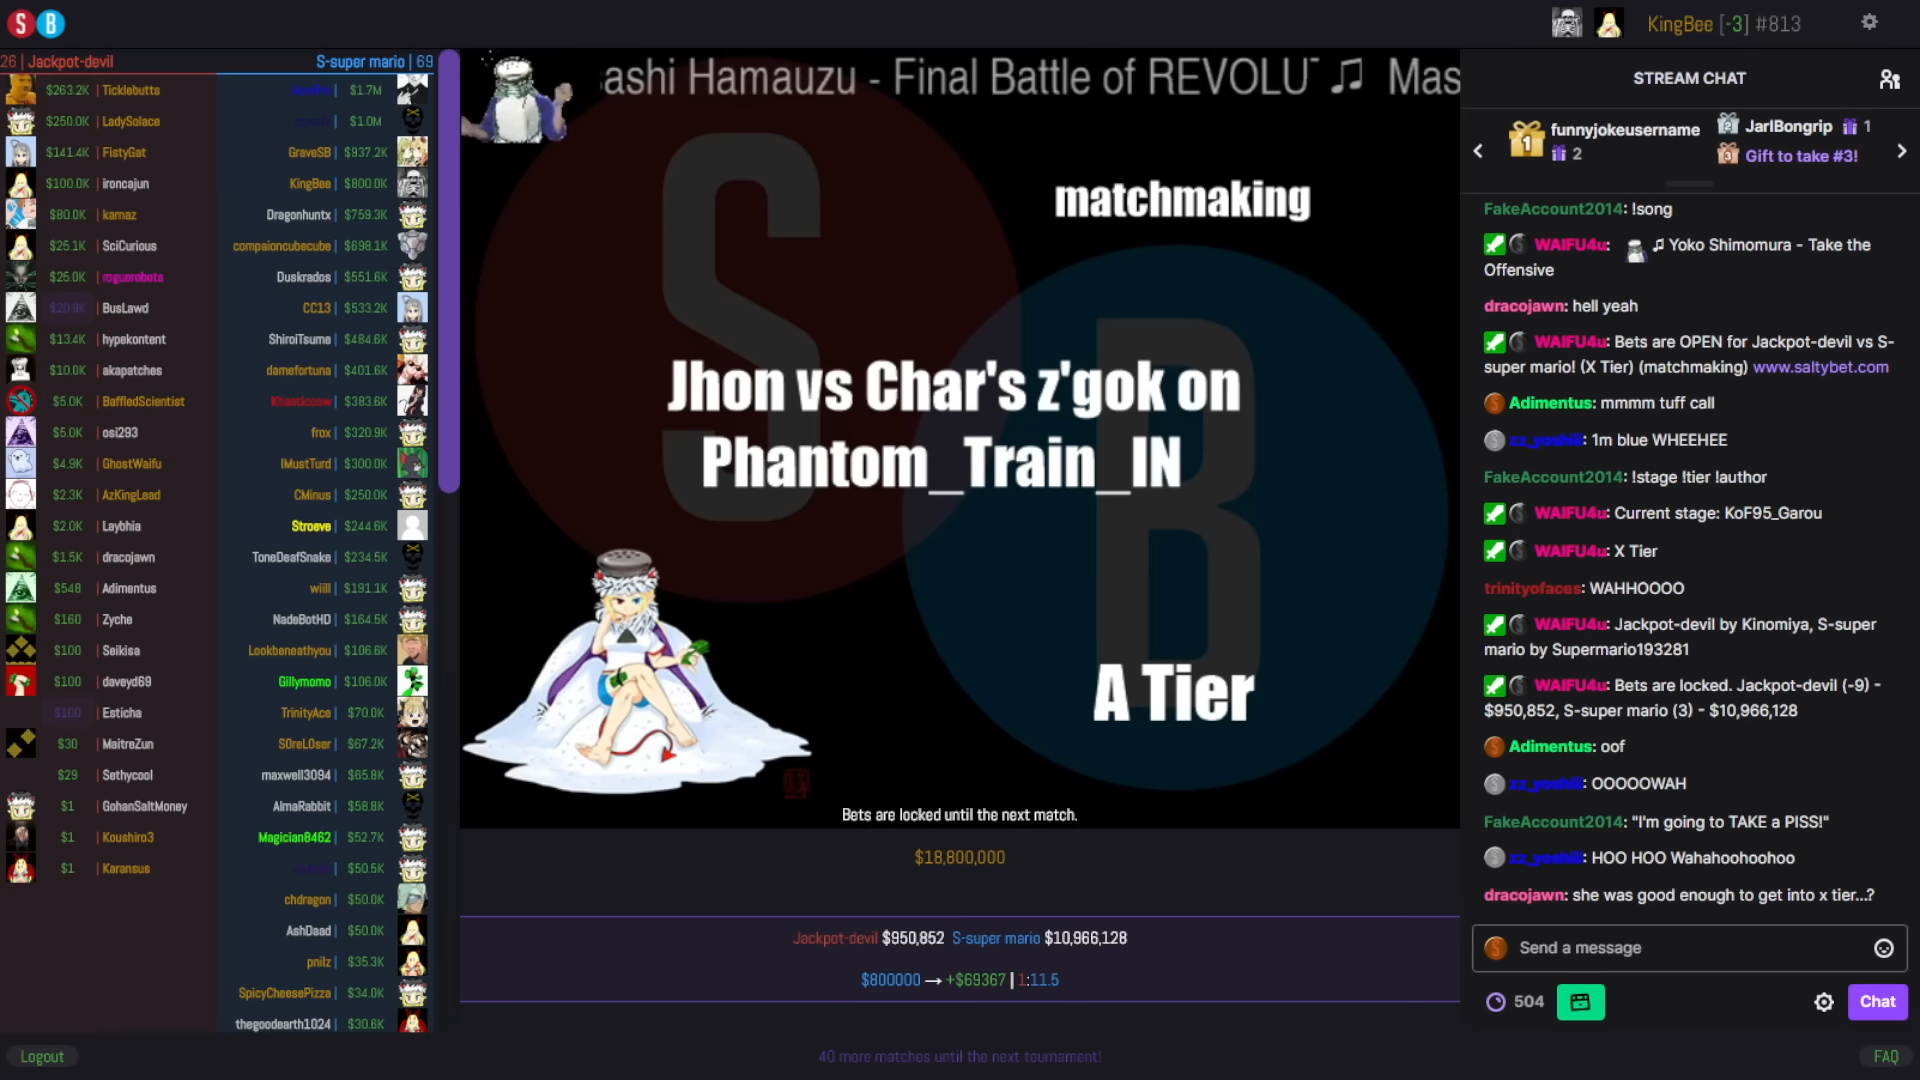 S B
KingBee [-3] #813
26 | Jackpot-devil
S-super mario | 69
$263.2K | Ticklebutts
$250.0K | LadySolace
$141.4K | FistyGat
$100.0K | ironcajun
$80.0K | kamaz
$25.1K | SciCurious
$25.0K | roguerobots
$20.9K | BusLawd
$13.4K | hypekontent
$10.0K | akapatches
$5.0K | BaffledScientist
$5.0K | osi293
$4.9K | GhostWaifu
$2.3K | AzKingLead
$2.0K | Laybhia
$1.5K | dracojawn
$548 | Adimentus
$160 | Zyche
$100 | Seikisa
$100 | daveyd69
$100 | Esticha
$30 | MaitreZun
$29 | Sethycool
$1 | GohanSaltMoney
$1 | Koushiro3
$1 | Karansus
| $1.7M
| $1.0M
GraveSB | $937.2K
KingBee | $800.0K
Dragonhuntx | $759.3K
compaioncubecube | $698.1K
Duskrados | $551.6K
CC13 | $533.2K
ShiroiTsume | $484.6K
damefortuna | $401.6K
Khaoticcow | $383.6K
frox | $320.9K
IMustTurd | $300.0K
CMinus | $250.0K
Stroeve | $244.6K
ToneDeafSnake | $234.5K
wiill | $191.1K
NadeBotHD | $164.5K
Lookbeneathyou | $106.6K
Gillymomo | $106.0K
TrinityAce | $70.0K
S0reL0ser | $67.2K
maxwell3094 | $65.8K
AlmaRabbit | $58.8K
Magician8462 | $52.7K
| $50.5K
chdragon | $50.0K
AshDaad | $50.0K
pnilz | $35.3K
SpicyCheesePizza | $34.0K
thegoodearth1024 | $30.6K
ashi Hamauzu - Final Battle of REVOLUT ♫ Mas
matchmaking
S
B
Jhon vs Char's z'gok on
Phantom_Train_IN
A Tier
Bets are locked until the next match.
$18,800,000
Jackpot-devil $950,852 S-super mario $10,966,128
$800000 → +$69367 | 1:11.5
40 more matches until the next tournament!
Logout
FAQ
STREAM CHAT
1 funnyjokeusername
2
2 JarlBongrip 1
3 Gift to take #3!
FakeAccount2014: !song
WAIFU4u: ♫ Yoko Shimomura - Take the
Offensive
dracojawn: hell yeah
WAIFU4u: Bets are OPEN for Jackpot-devil vs S-
super mario! (X Tier) (matchmaking) www.saltybet.com
Adimentus: mmmm tuff call
zz_yoshili: 1m blue WHEEHEE
FakeAccount2014: !stage !tier !author
WAIFU4u: Current stage: KoF95_Garou
WAIFU4u: X Tier
trinityofaces: WAHHOOOO
WAIFU4u: Jackpot-devil by Kinomiya, S-super
mario by Supermario193281
WAIFU4u: Bets are locked. Jackpot-devil (-9) -
$950,852, S-super mario (3) - $10,966,128
Adimentus: oof
zz_yoshili: OOOOOWAH
FakeAccount2014: "I'm going to TAKE a PISS!"
zz_yoshili: HOO HOO Wahahoohoohoo
dracojawn: she was good enough to get into x tier...?
Send a message
504
Chat